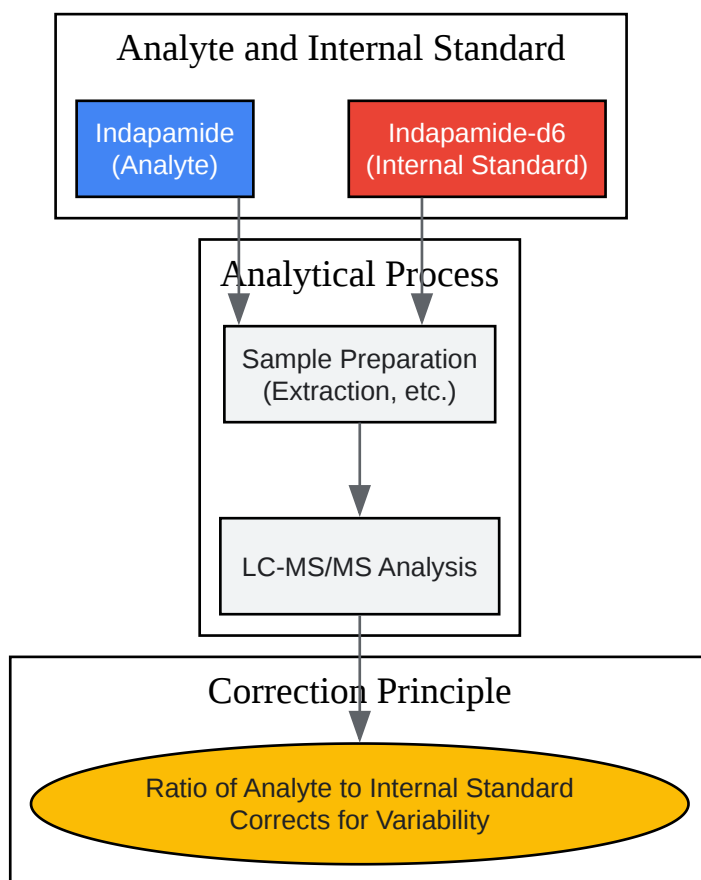 Analyte and Internal Standard
Indapamide
(Analyte)
Indapamide-d6
(Internal Standard)
Analytical Process
Sample Preparation
(Extraction, etc.)
LC-MS/MS Analysis
Correction Principle
Ratio of Analyte to Internal Standard
Corrects for Variability